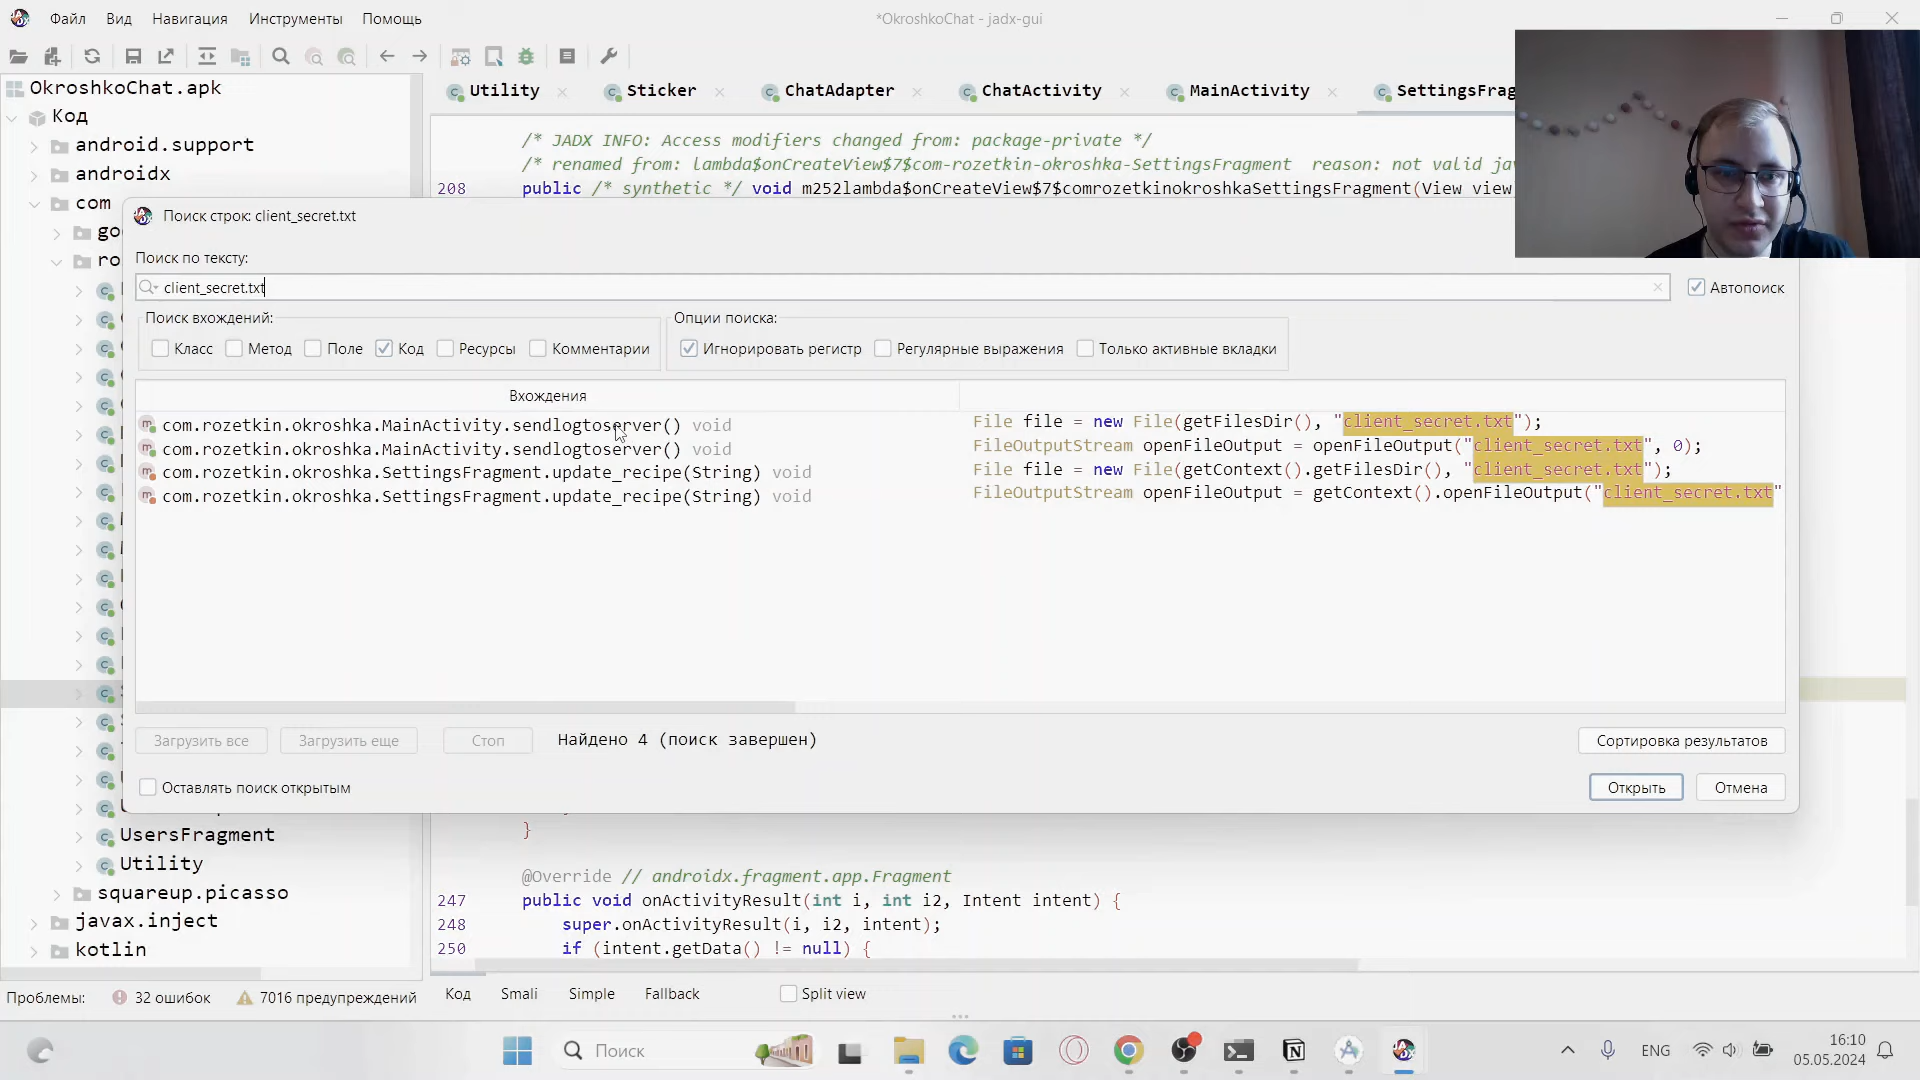 Файл Вид Навигация Инструменты Помощь
*OkroshkoChat - jadx-gui
OkroshkoChat.apk
Код
android.support
androidx
com
go
ro
UsersFragment
Utility
squareup.picasso
javax.inject
kotlin
Utility Sticker ChatAdapter ChatActivity MainActivity SettingsFrag
/* JADX INFO: Access modifiers changed from: package-private */
/* renamed from: lambda$onCreateView$7$com-rozetkin-okroshka-SettingsFragment reason: not valid jav
208 public /* synthetic */ void m252lambda$onCreateView$7$comrozetkinokroshkaSettingsFragment(View view
Поиск строк: client_secret.txt
Поиск по тексту:
client_secret.txt
Автопоиск
Поиск вхождений:
Класс Метод Поле Код Ресурсы Комментарии
Опции поиска:
Игнорировать регистр Регулярные выражения Только активные вкладки
Вхождения
com.rozetkin.okroshka.MainActivity.sendlogtoserver() void File file = new File(getFilesDir(), "client_secret.txt");
com.rozetkin.okroshka.MainActivity.sendlogtoserver() void FileOutputStream openFileOutput = openFileOutput("client_secret.txt", 0);
com.rozetkin.okroshka.SettingsFragment.update_recipe(String) void File file = new File(getContext().getFilesDir(), "client_secret.txt");
com.rozetkin.okroshka.SettingsFragment.update_recipe(String) void FileOutputStream openFileOutput = getContext().openFileOutput("client_secret.txt"
Загрузить все Загрузить еще Стоп Найдено 4 (поиск завершен) Сортировка результатов
Оставлять поиск открытым Открыть Отмена
}
@Override // androidx.fragment.app.Fragment
247 public void onActivityResult(int i, int i2, Intent intent) {
248 super.onActivityResult(i, i2, intent);
250 if (intent.getData() != null) {
Проблемы: 32 ошибок 7016 предупреждений
Код Smali Simple Fallback Split view
Поиск
ENG
16:10
05.05.2024